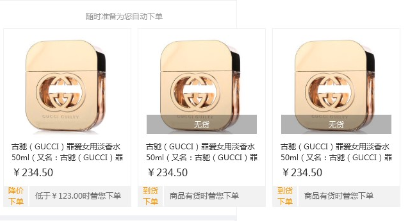 随时准备为您自动下单
无货
无货
古驰（GUCCI）罪爱女用淡香水
50ml（又名：古驰（GUCCI）罪
￥234.50
古驰（GUCCI）罪爱女用淡香水
50ml（又名：古驰（GUCCI）罪
￥234.50
古驰（GUCCI）罪爱女用淡香水
50ml（又名：古驰（GUCCI）罪
￥234.50
降价
下单
低于￥123.00时替您下单
到货
下单
商品有货时替您下单
到货
下单
商品有货时替您下单